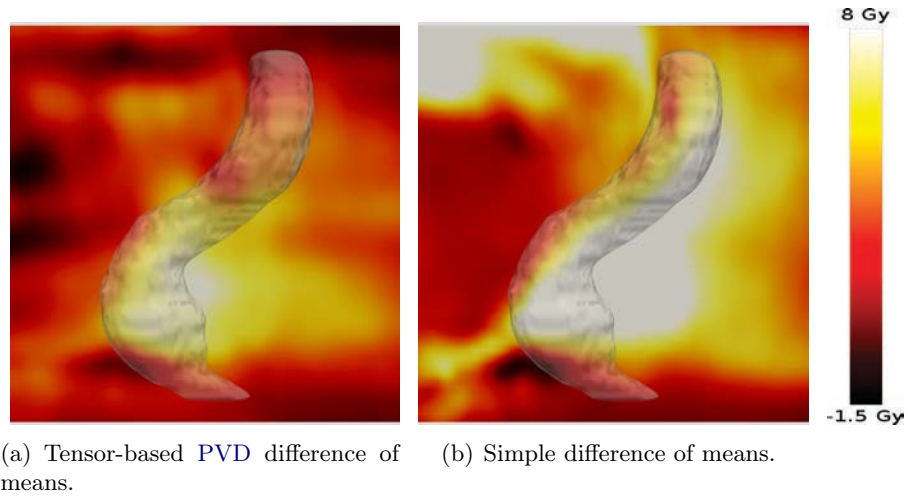 8 Gy
-1.5 Gy
(a) Tensor-based PVD difference of
means.
(b) Simple difference of means.